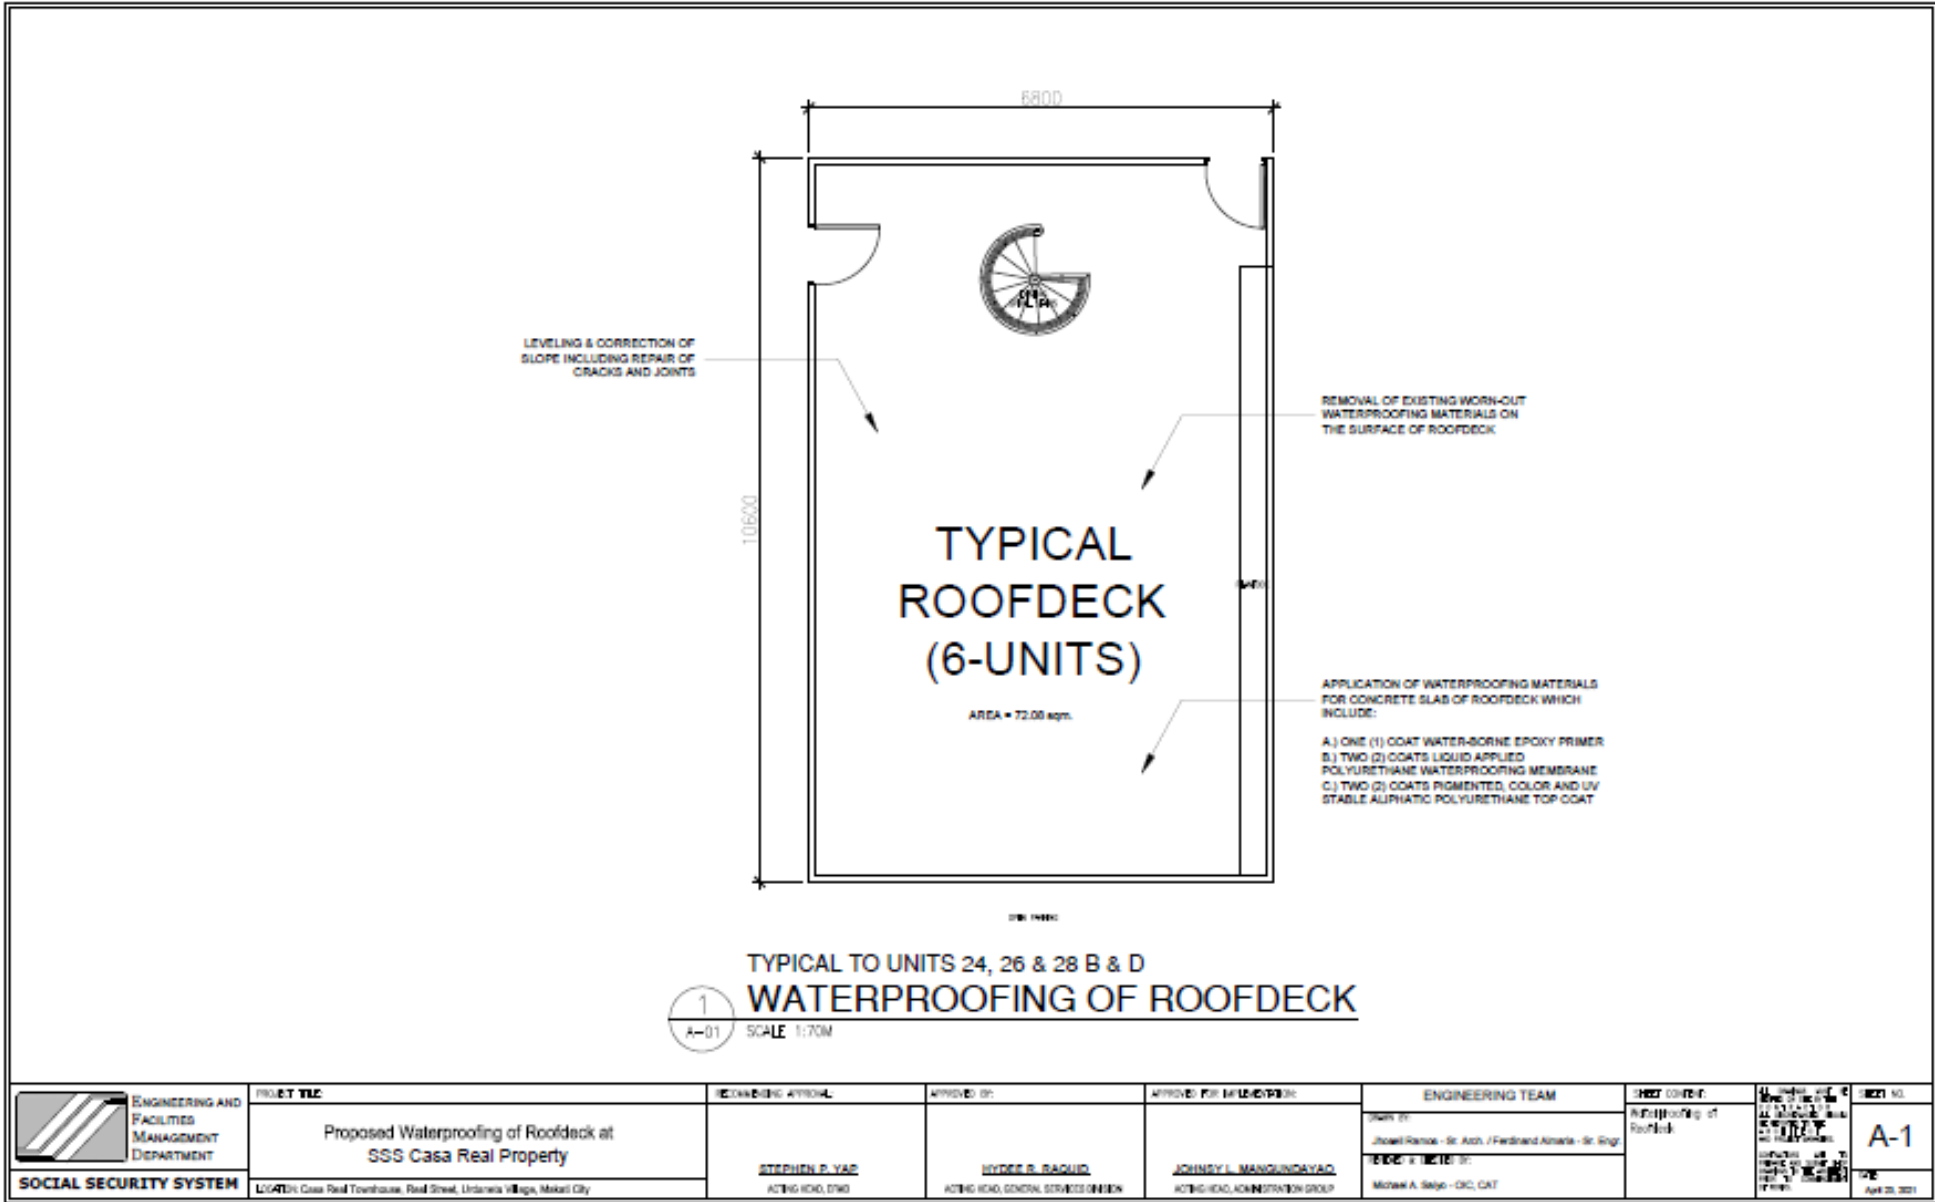 6800
10600
LEVELING & CORRECTION OF
SLOPE INCLUDING REPAIR OF
CRACKS AND JOINTS
REMOVAL OF EXISTING WORN-OUT
WATERPROOFING MATERIALS ON
THE SURFACE OF ROOFDECK
TYPICAL
ROOFDECK
(6-UNITS)
AREA = 72.08 sqm.
APPLICATION OF WATERPROOFING MATERIALS
FOR CONCRETE SLAB OF ROOFDECK WHICH
INCLUDE:
A.) ONE (1) COAT WATER-BORNE EPOXY PRIMER
B.) TWO (2) COATS LIQUID APPLIED
POLYURETHANE WATERPROOFING MEMBRANE
C.) TWO (2) COATS PIGMENTED, COLOR AND UV
STABLE ALIPHATIC POLYURETHANE TOP COAT
TYPICAL TO UNITS 24, 26 & 28 B & D
1
WATERPROOFING OF ROOFDECK
A-01
SCALE 1:70M
ENGINEERING AND
FACILITIES
MANAGEMENT
DEPARTMENT
SOCIAL SECURITY SYSTEM
PROJECT TITLE:
Proposed Waterproofing of Roofdeck at
SSS Casa Real Property
LOCATION: Casa Real Townhouse, Real Street, Urdaneta Village, Makati City
RECOMMENDING APPROVAL:
STEPHEN P. YAP
ACTING HEAD, EFMD
APPROVED BY:
HYDEE R. RAQUID
ACTING HEAD, GENERAL SERVICES DIVISION
APPROVED FOR IMPLEMENTATION:
JOHNSY L. MANGUNDAYAO
ACTING HEAD, ADMINISTRATION GROUP
ENGINEERING TEAM
DRAWN BY:
Jhoaell Ramos - Sr. Arch. / Ferdinand Almaria - Sr. Engr.
Michael A. Salyo - OIC, CAT
SHEET CONTENT:
Waterproofing of
Roofdeck
SHEET NO.
A-1
DATE
April 23, 2021